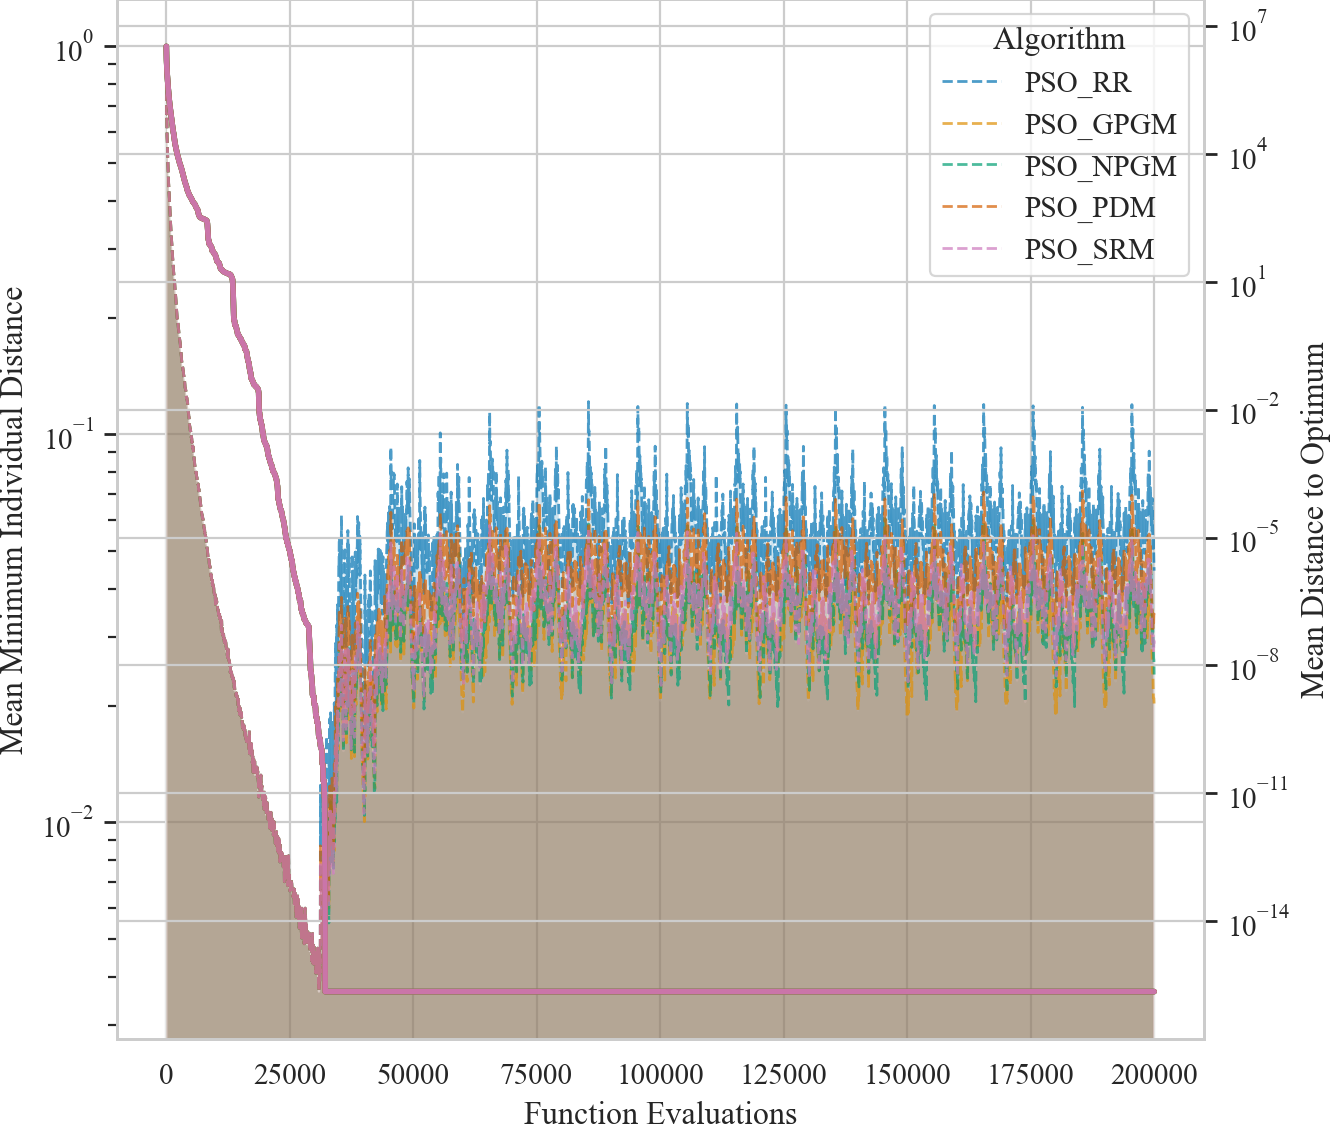 Algorithm
PSO_RR
PSO_GPGM
PSO_NPGM
PSO_PDM
PSO_SRM
Mean Minimum Individual Distance
10⁰
10⁻¹
10⁻²
Mean Distance to Optimum
10⁷
10⁴
10¹
10⁻²
10⁻⁵
10⁻⁸
10⁻¹¹
10⁻¹⁴
0 25000 50000 75000 100000 125000 150000 175000 200000
Function Evaluations